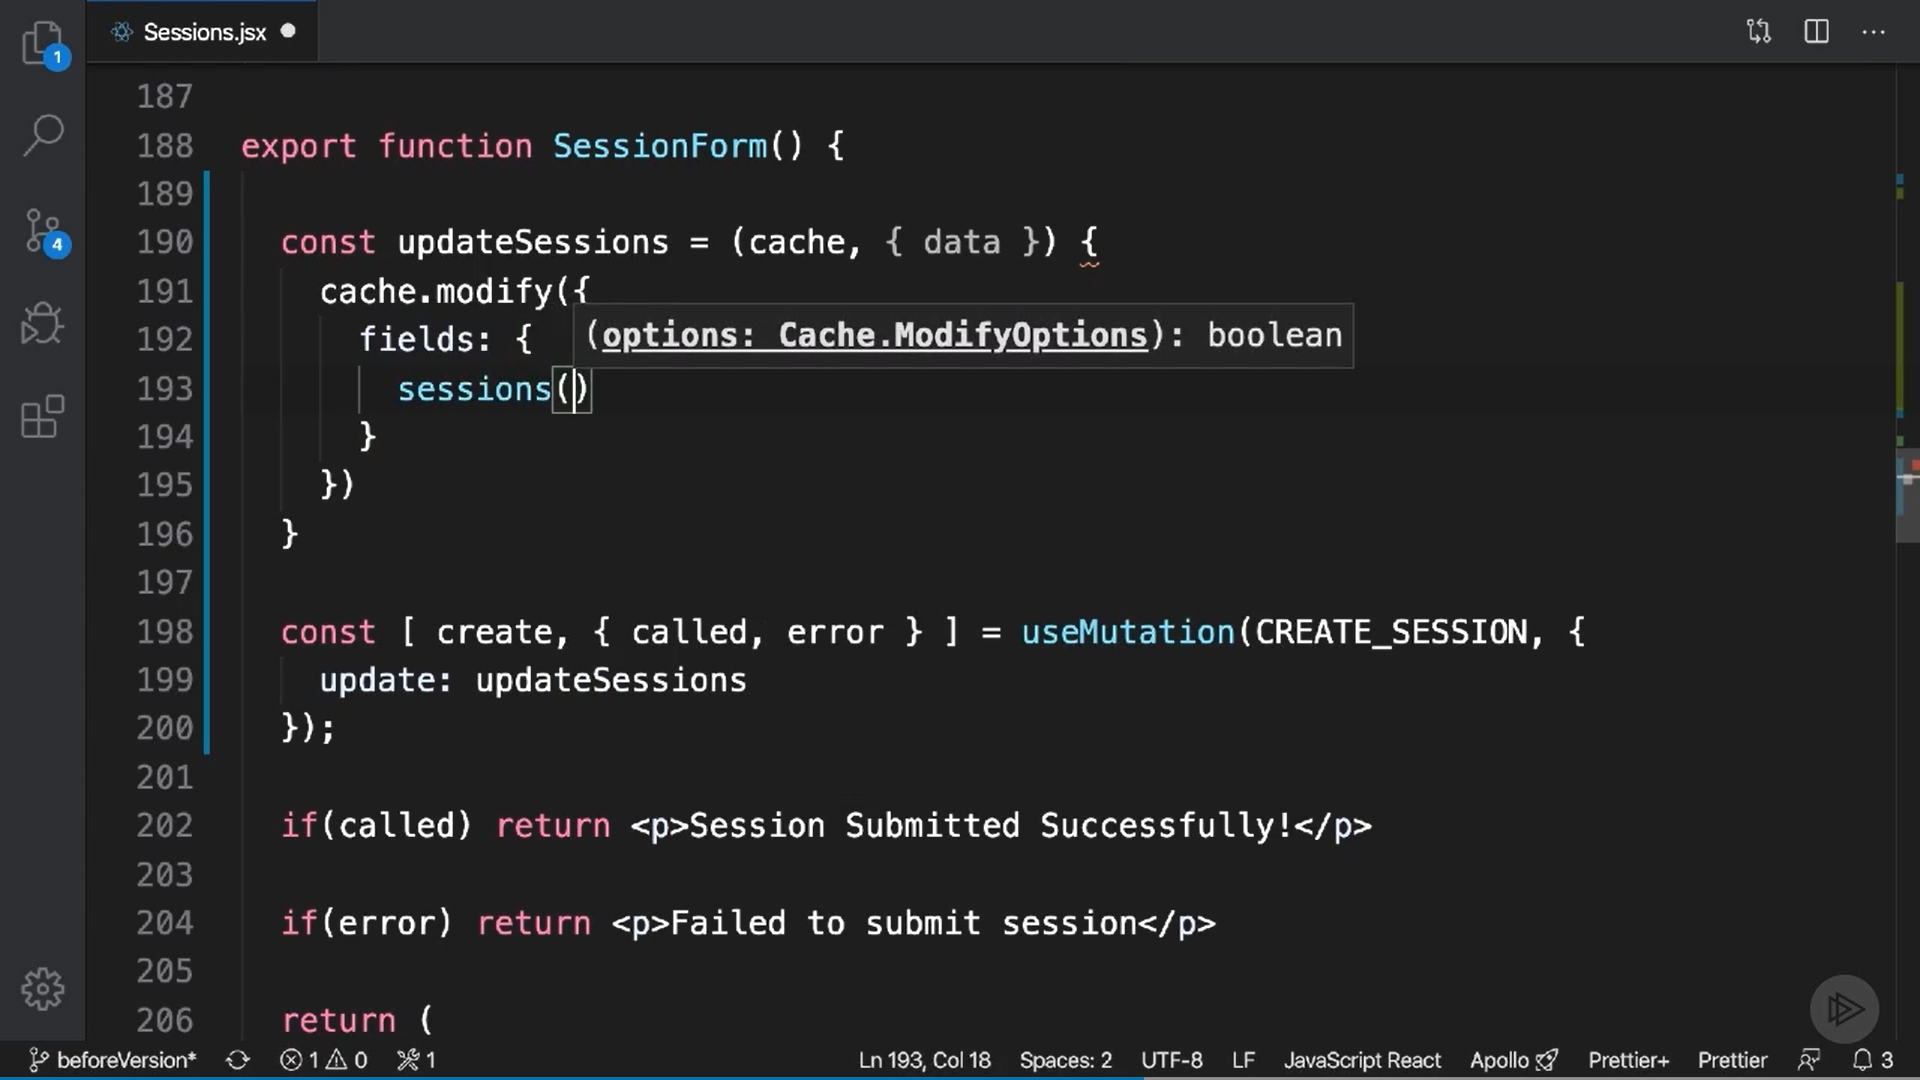 1
4
Sessions.jsx
187
188 export function SessionForm() {
189
190 const updateSessions = (cache, { data }) {
191 cache.modify({
192 fields: {
(options: Cache.ModifyOptions): boolean
193 sessions()
194 }
195 })
196 }
197
198 const [ create, { called, error } ] = useMutation(CREATE_SESSION, {
199 update: updateSessions
200 });
201
202 if(called) return <p>Session Submitted Successfully!</p>
203
204 if(error) return <p>Failed to submit session</p>
205
206 return (
beforeVersion* 1 0 1 Ln 193, Col 18 Spaces: 2 UTF-8 LF JavaScript React Apollo Prettier+ Prettier 3